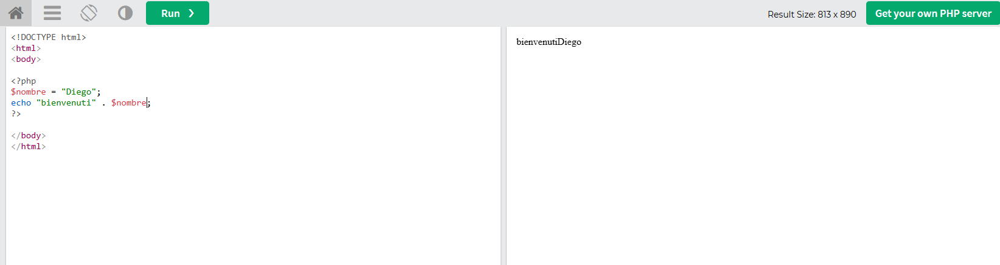 Run ❯
Result Size: 813 x 890
Get your own PHP server
<!DOCTYPE html>
<html>
<body>
<?php
$nombre = "Diego";
echo "bienvenuti" . $nombre;
?>
</body>
</html>
bienvenutiDiego